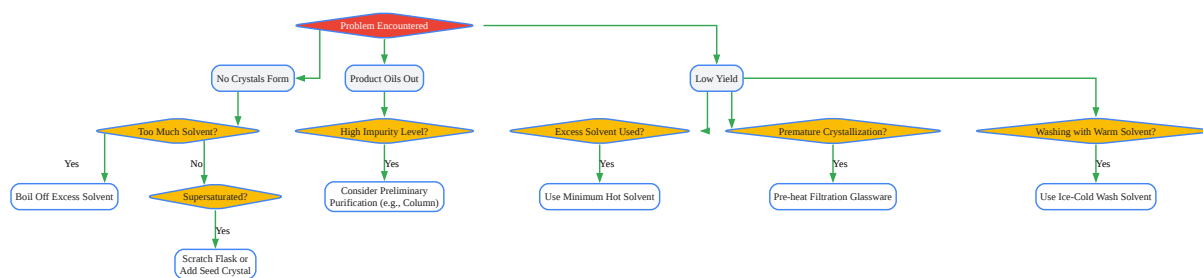 Problem Encountered
No Crystals Form
Product Oils Out
Low Yield
Too Much Solvent?
High Impurity Level?
Excess Solvent Used?
Premature Crystallization?
Washing with Warm Solvent?
Yes
No
Yes
Yes
Yes
Yes
Boil Off Excess Solvent
Supersaturated?
Consider Preliminary
Purification (e.g., Column)
Use Minimum Hot Solvent
Pre-heat Filtration Glassware
Use Ice-Cold Wash Solvent
Yes
Scratch Flask or
Add Seed Crystal